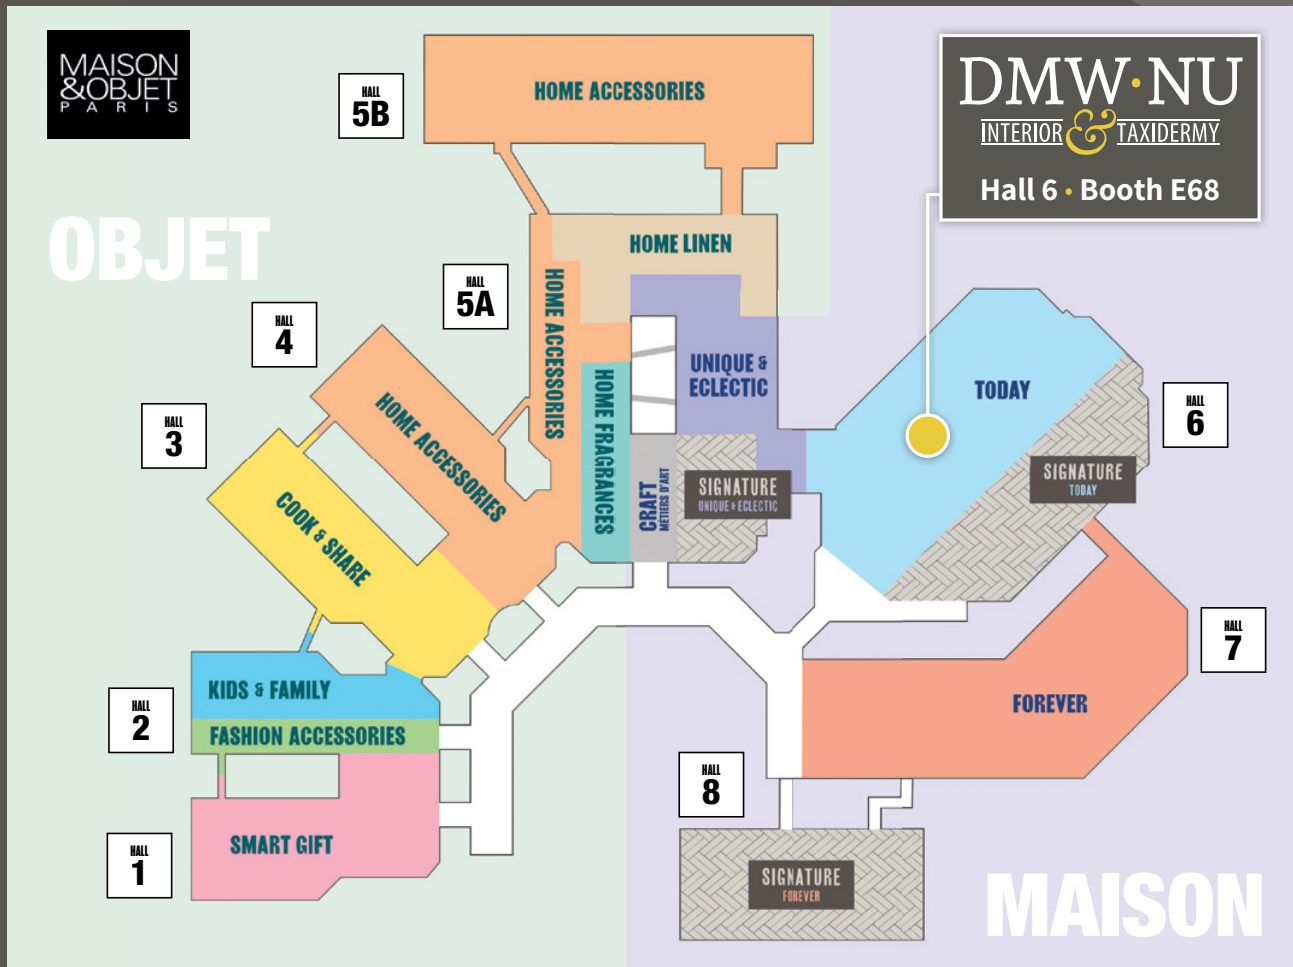 MAISON
&OBJET
PARIS
HALL
5B
HOME ACCESSORIES
DMW·NU
INTERIOR & TAXIDERMY
Hall 6 · Booth E68
OBJET
HOME LINEN
HALL
5A
HALL
4
HOME ACCESSORIES
UNIQUE &
ECLECTIC
TODAY
HALL
6
HALL
3
HOME ACCESSORIES
HOME FRAGRANCES
CRAFT
MÉTIERS D'ART
SIGNATURE
UNIQUE & ECLECTIC
SIGNATURE
TODAY
COOK & SHARE
HALL
7
KIDS & FAMILY
FOREVER
HALL
2
FASHION ACCESSORIES
HALL
8
HALL
1
SMART GIFT
SIGNATURE
FOREVER
MAISON